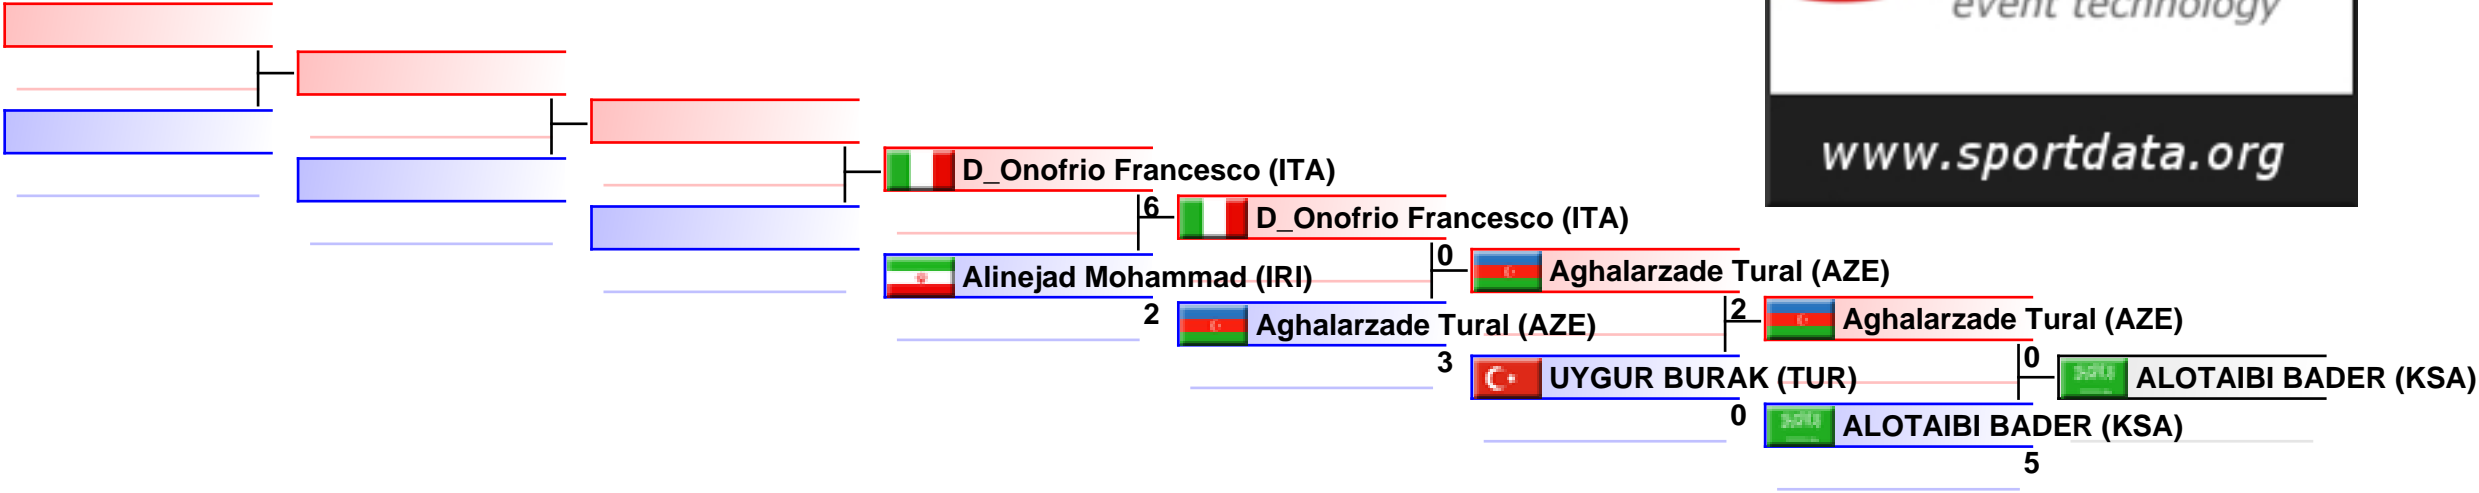 event technology
www.sportdata.org
D_Onofrio Francesco (ITA)
6
D_Onofrio Francesco (ITA)
0
Alinejad Mohammad (IRI)
2
Aghalarzade Tural (AZE)
Aghalarzade Tural (AZE)
3
2
Aghalarzade Tural (AZE)
UYGUR BURAK (TUR)
0
0
ALOTAIBI BADER (KSA)
ALOTAIBI BADER (KSA)
5